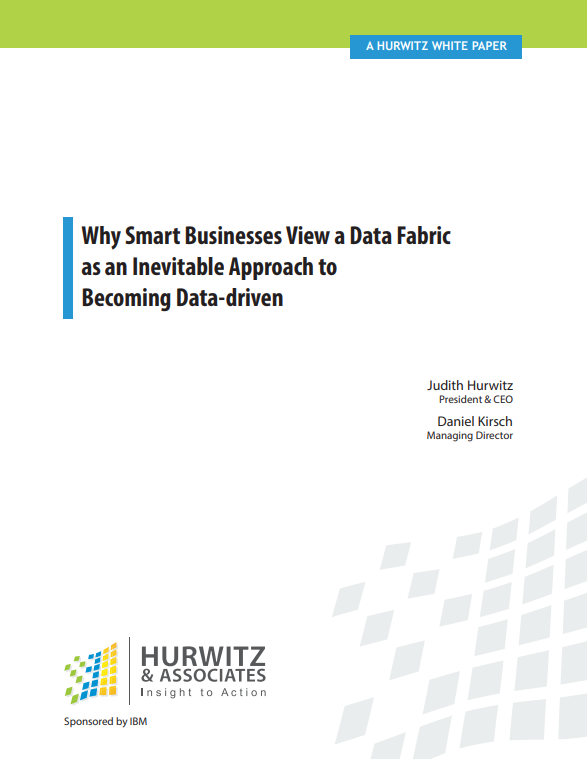 A HURWITZ WHITE PAPER
Why Smart Businesses View a Data Fabric
as an Inevitable Approach to
Becoming Data-driven
Judith Hurwitz
President & CEO
Daniel Kirsch
Managing Director
HURWITZ
& ASSOCIATES
Insight to Action
Sponsored by IBM